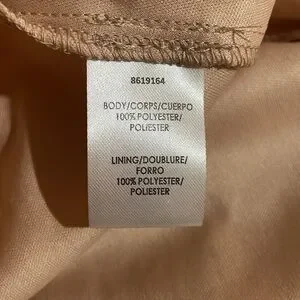 8619164
BODY/CORPS/CUERPO
100% POLYESTER/
POLIESTER
LINING/DOUBLURE/
FORRO
100% POLYESTER/
POLIESTER